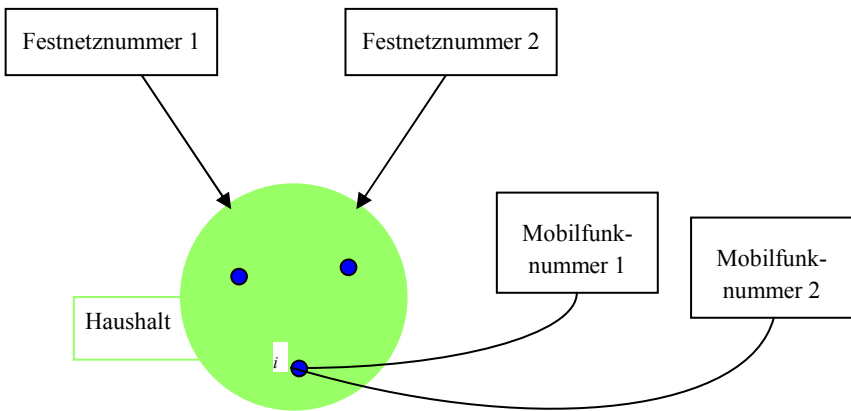 Festnetznummer 1
Festnetznummer 2
Mobilfunk-
nummer 1
Mobilfunk-
nummer 2
Haushalt
i